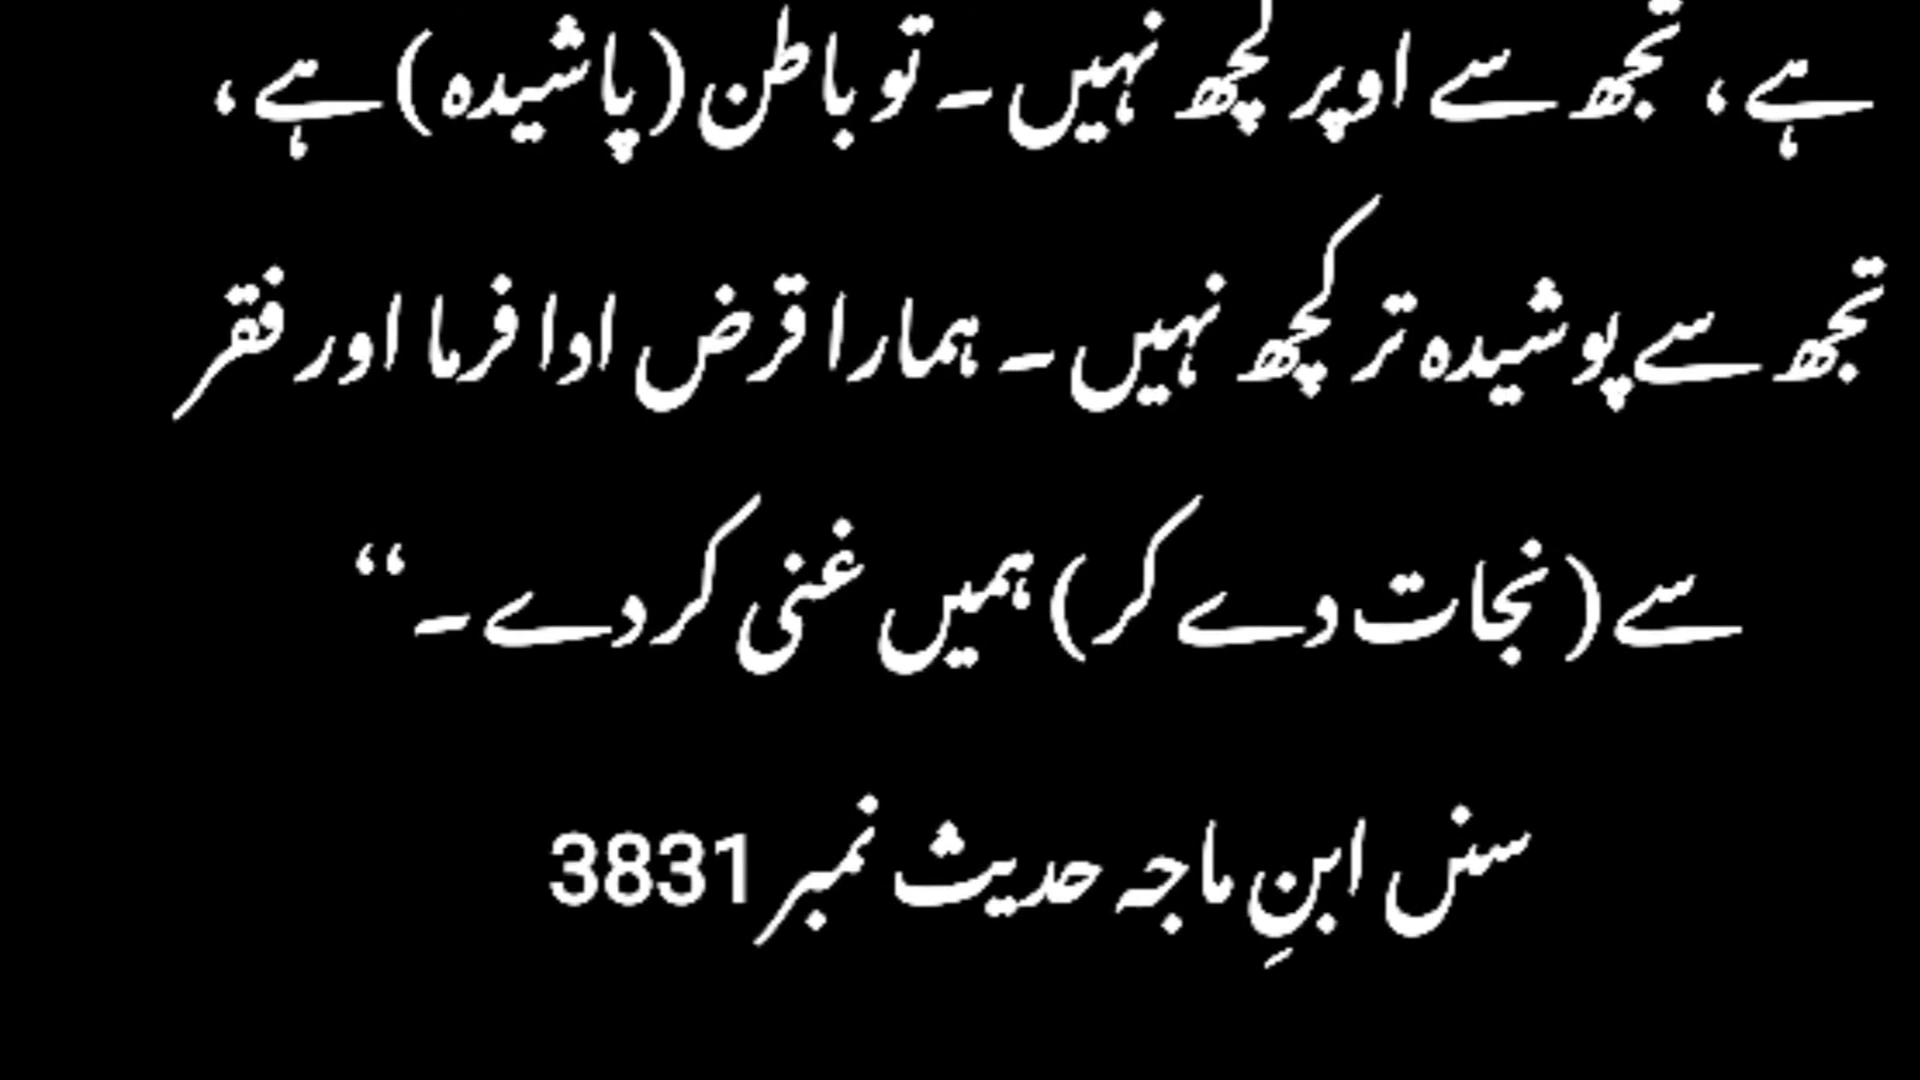 ہے، تجھ سے اوپر کچھ نہیں۔ تو باطن (پاشیدہ) ہے،
تجھ سے پوشیدہ تر کچھ نہیں۔ ہمارا قرض ادا فرما اور فقر
سے (نجات دے کر) ہمیں غنی کر دے۔‘‘
سنن ابنِ ماجہ حدیث نمبر 3831